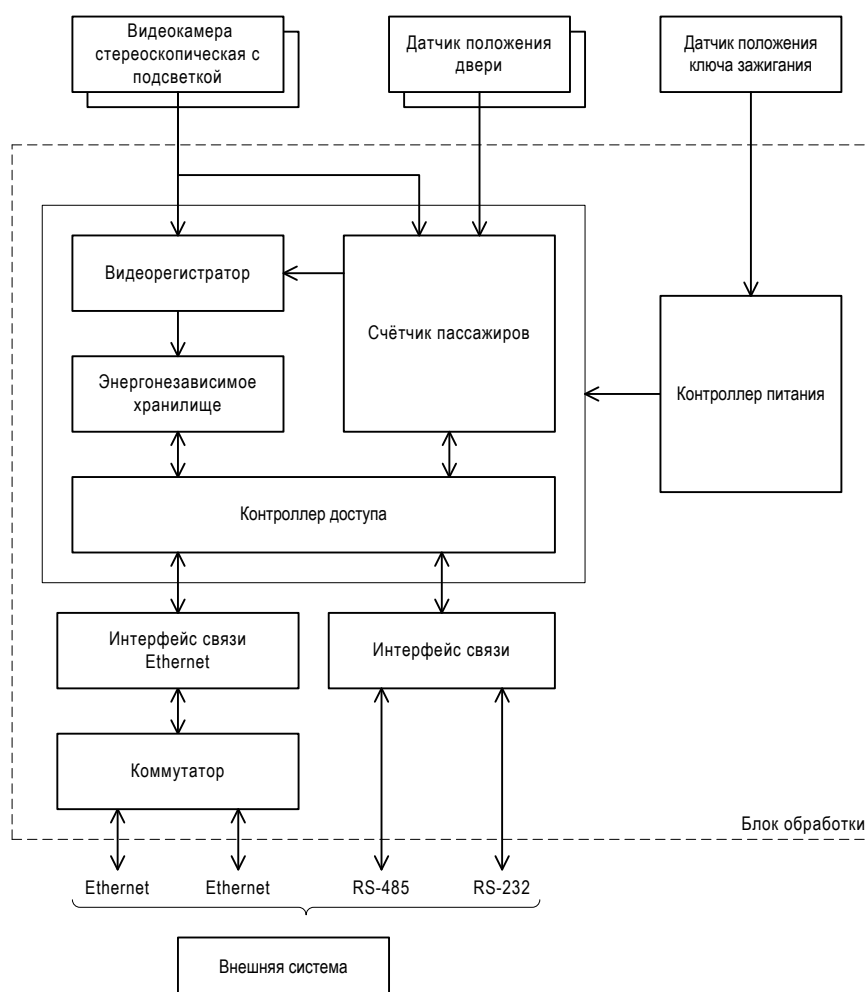 Видеокамера
стереоскопическая с
подсветкой
Датчик положения
двери
Датчик положения
ключа зажигания
Видеорегистратор
Счётчик пассажиров
Энергонезависимое
хранилище
Контроллер питания
Контроллер доступа
Интерфейс связи
Ethernet
Интерфейс связи
Коммутатор
Блок обработки
Ethernet
Ethernet
RS-485
RS-232
Внешняя система